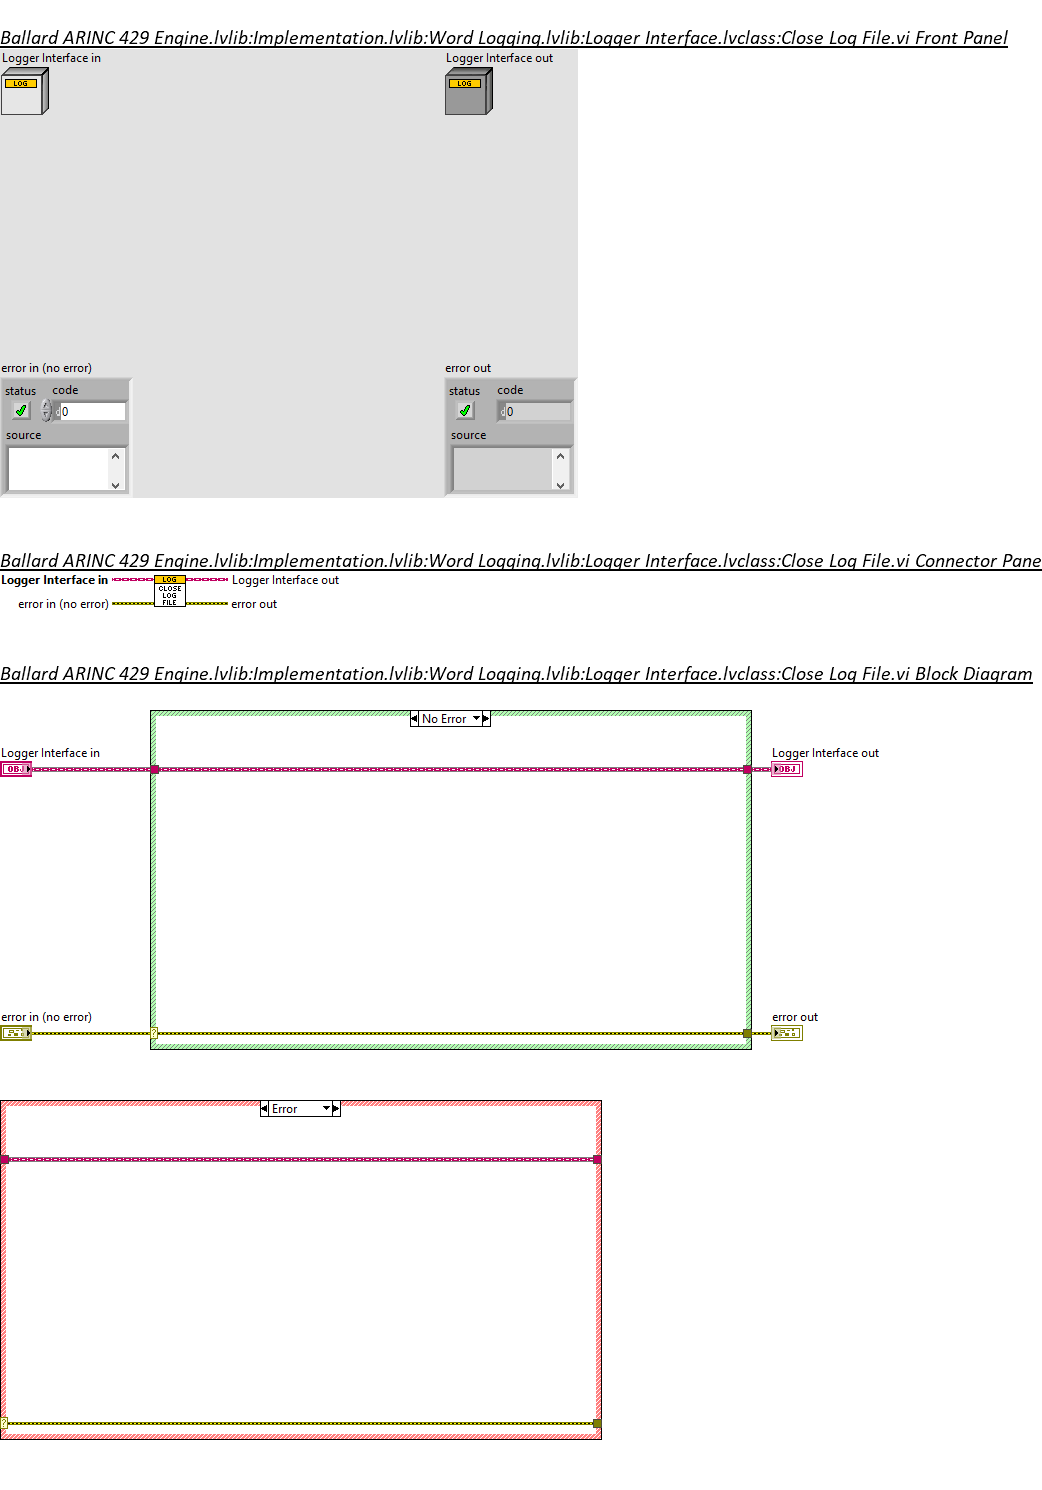 Ballard ARINC 429 Engine.lvlib:Implementation.lvlib:Word Logging.lvlib:Logger Interface.lvclass:Close Log File.vi Front Panel
Logger Interface in
Logger Interface out
LOG
LOG
error in (no error)
error out
status code
status code
d 0
d 0
source
source
Ballard ARINC 429 Engine.lvlib:Implementation.lvlib:Word Logging.lvlib:Logger Interface.lvclass:Close Log File.vi Connector Pane
Logger Interface in
LOG
Logger Interface out
CLOSE
LOG
FILE
error in (no error)
error out
Ballard ARINC 429 Engine.lvlib:Implementation.lvlib:Word Logging.lvlib:Logger Interface.lvclass:Close Log File.vi Block Diagram
No Error
Logger Interface in
Logger Interface out
OBJ
OBJ
error in (no error)
error out
?
Error
?